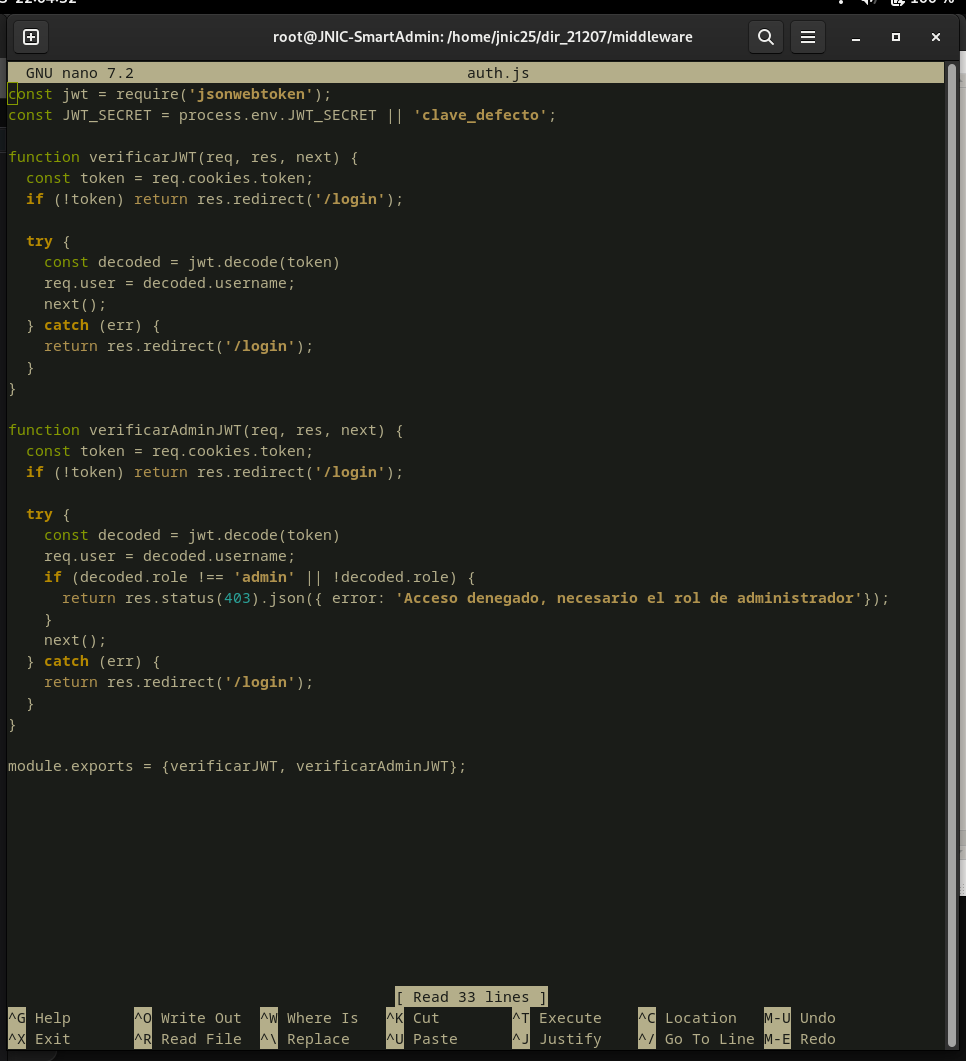 100 %
root@JNIC-SmartAdmin: /home/jnic25/dir_21207/middleware
GNU nano 7.2 auth.js
const jwt = require('jsonwebtoken');
const JWT_SECRET = process.env.JWT_SECRET || 'clave_defecto';
function verificarJWT(req, res, next) {
const token = req.cookies.token;
if (!token) return res.redirect('/login');
try {
const decoded = jwt.decode(token)
req.user = decoded.username;
next();
} catch (err) {
return res.redirect('/login');
}
}
function verificarAdminJWT(req, res, next) {
const token = req.cookies.token;
if (!token) return res.redirect('/login');
try {
const decoded = jwt.decode(token)
req.user = decoded.username;
if (decoded.role !== 'admin' || !decoded.role) {
return res.status(403).json({ error: 'Acceso denegado, necesario el rol de administrador'});
}
next();
} catch (err) {
return res.redirect('/login');
}
}
module.exports = {verificarJWT, verificarAdminJWT};
[ Read 33 lines ]
^G Help ^O Write Out ^W Where Is ^K Cut ^T Execute ^C Location M-U Undo
^X Exit ^R Read File ^\ Replace ^U Paste ^J Justify ^/ Go To Line M-E Redo